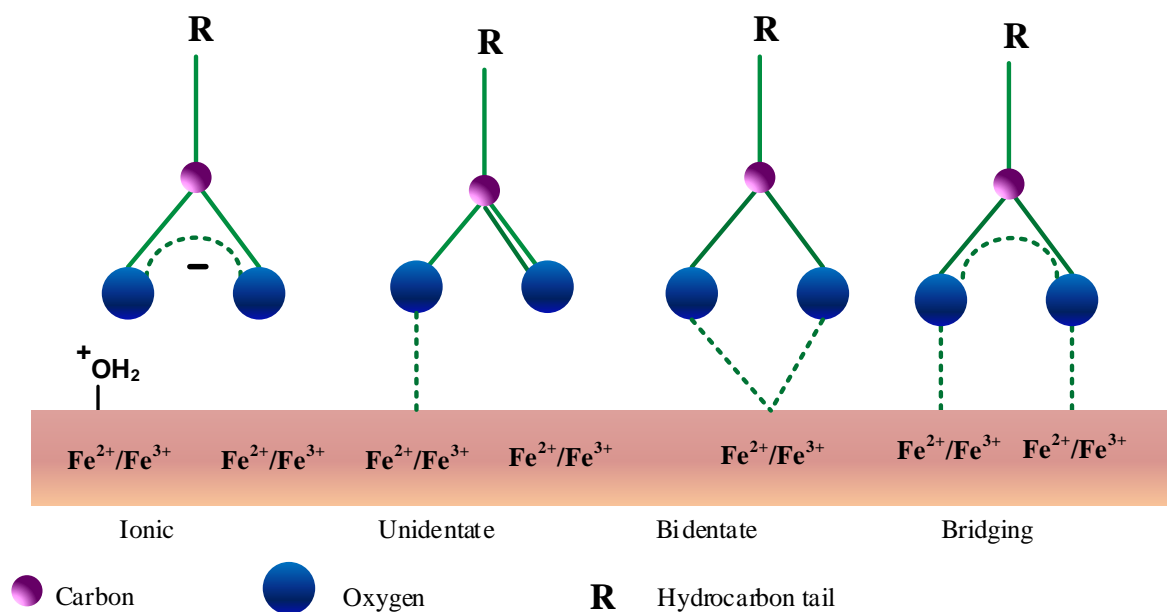 R R R R
+OH₂
Fe²⁺/Fe³⁺ Fe²⁺/Fe³⁺ Fe²⁺/Fe³⁺ Fe²⁺/Fe³⁺ Fe²⁺/Fe³⁺ Fe²⁺/Fe³⁺ Fe²⁺/Fe³⁺
Ionic Unidentate Bidentate Bridging
Carbon Oxygen R Hydrocarbon tail